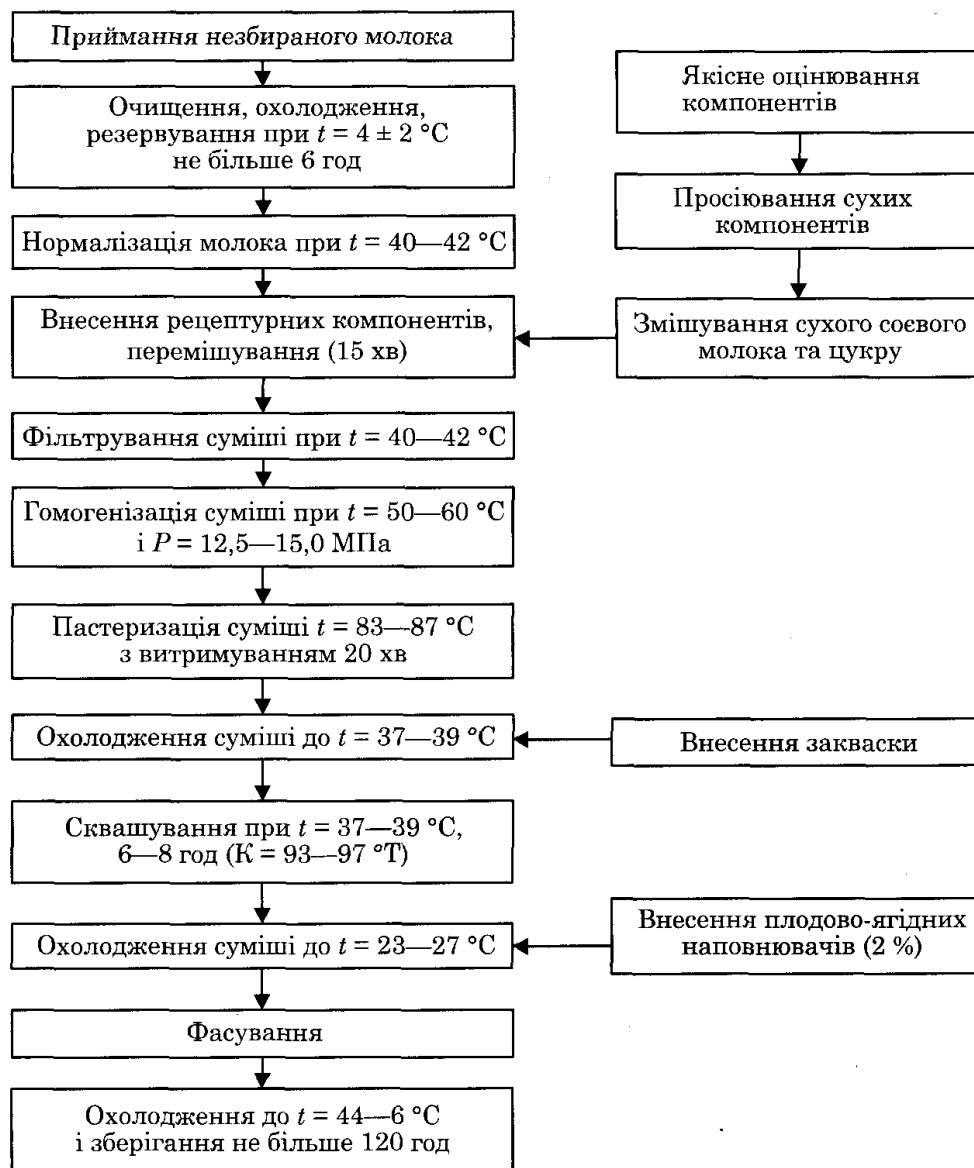 Приймання незбираного молока
Очищення, охолодження,
резервування при t = 4 ± 2 °C
не більше 6 год
Нормалізація молока при t = 40—42 °C
Внесення рецептурних компонентів,
перемішування (15 хв)
Фільтрування суміші при t = 40—42 °C
Гомогенізація суміші при t = 50—60 °C
і P = 12,5—15,0 МПа
Пастеризація суміші t = 83—87 °C
з витримуванням 20 хв
Охолодження суміші до t = 37—39 °C
Сквашування при t = 37—39 °C,
6—8 год (К = 93—97 °Т)
Охолодження суміші до t = 23—27 °C
Фасування
Охолодження до t = 44—6 °C
і зберігання не більше 120 год
Якісне оцінювання
компонентів
Просіювання сухих
компонентів
Змішування сухого соєвого
молока та цукру
Внесення закваски
Внесення плодово-ягідних
наповнювачів (2 %)